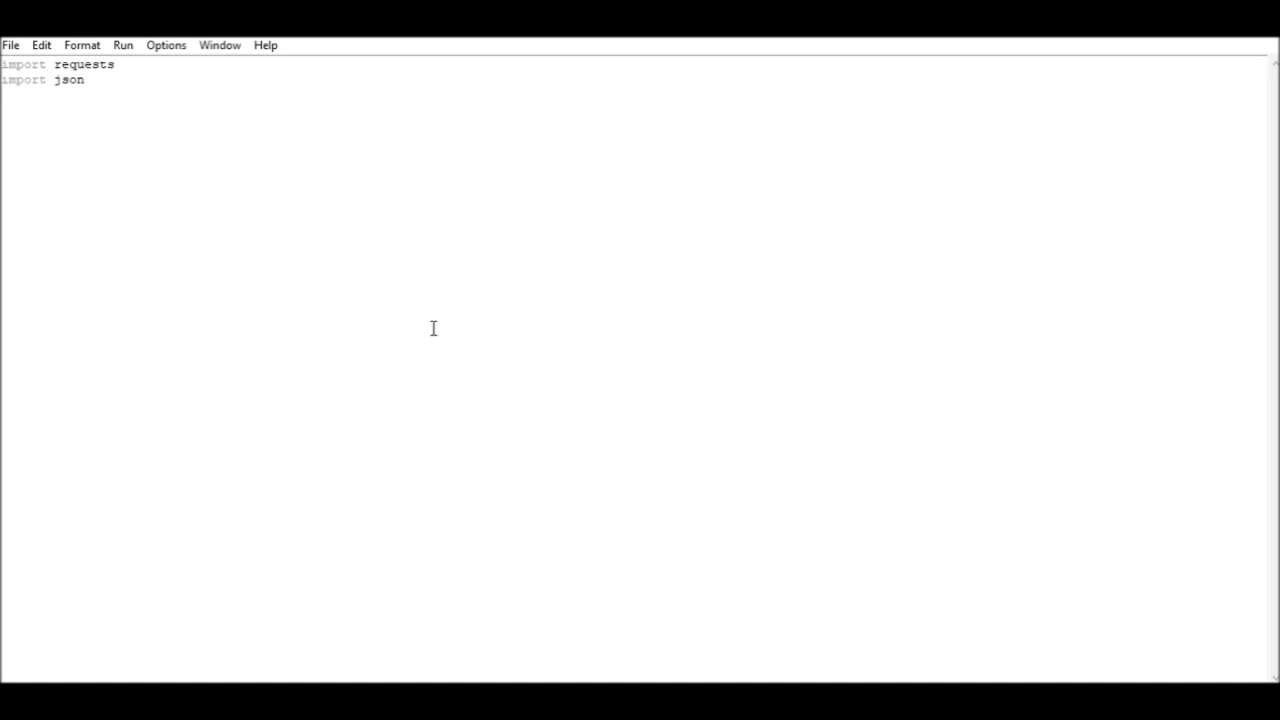 File Edit Format Run Options Window Help
import requests
import json